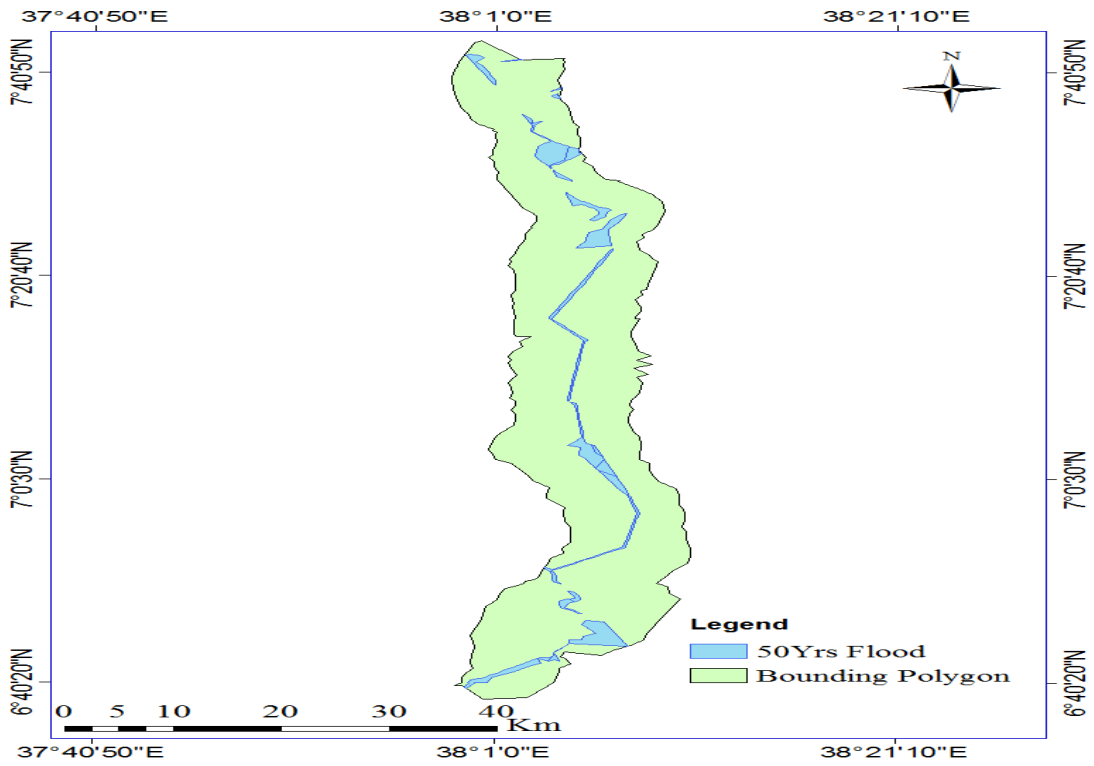 37°40'50"E 38°1'0"E 38°21'10"E
N
7°40'50"N 7°40'50"N
7°20'40"N 7°20'40"N
7°0'30"N 7°0'30"N
Legend
50Yrs Flood
Bounding Polygon
6°40'20"N 6°40'20"N
0 5 10 20 30 40
Km
37°40'50"E 38°1'0"E 38°21'10"E